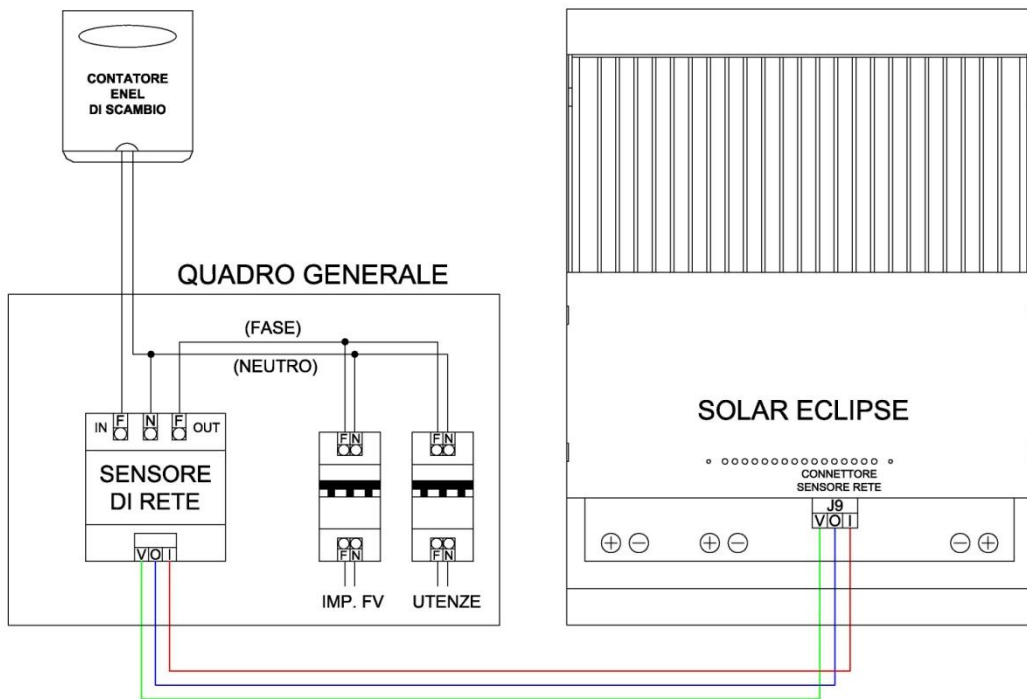 CONTATORE
ENEL
DI SCAMBIO
QUADRO GENERALE
(FASE)
(NEUTRO)
IN F N F OUT
SENSORE
DI RETE
V O I
F N
F N
F N
F N
IMP. FV
UTENZE
SOLAR ECLIPSE
CONNETTORE
SENSORE RETE
J9
V O I
+ - + - - +